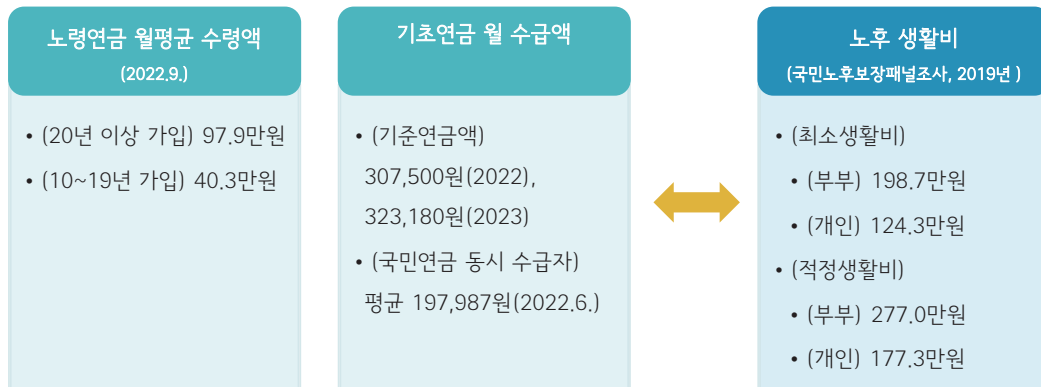 노령연금 월평균 수령액
(2022.9.)
• (20년 이상 가입) 97.9만원
• (10~19년 가입) 40.3만원
기초연금 월 수급액
• (기준연금액)
307,500원(2022),
323,180원(2023)
• (국민연금 동시 수급자)
평균 197,987원(2022.6.)
노후 생활비
(국민노후보장패널조사, 2019년 )
• (최소생활비)
• (부부) 198.7만원
• (개인) 124.3만원
• (적정생활비)
• (부부) 277.0만원
• (개인) 177.3만원